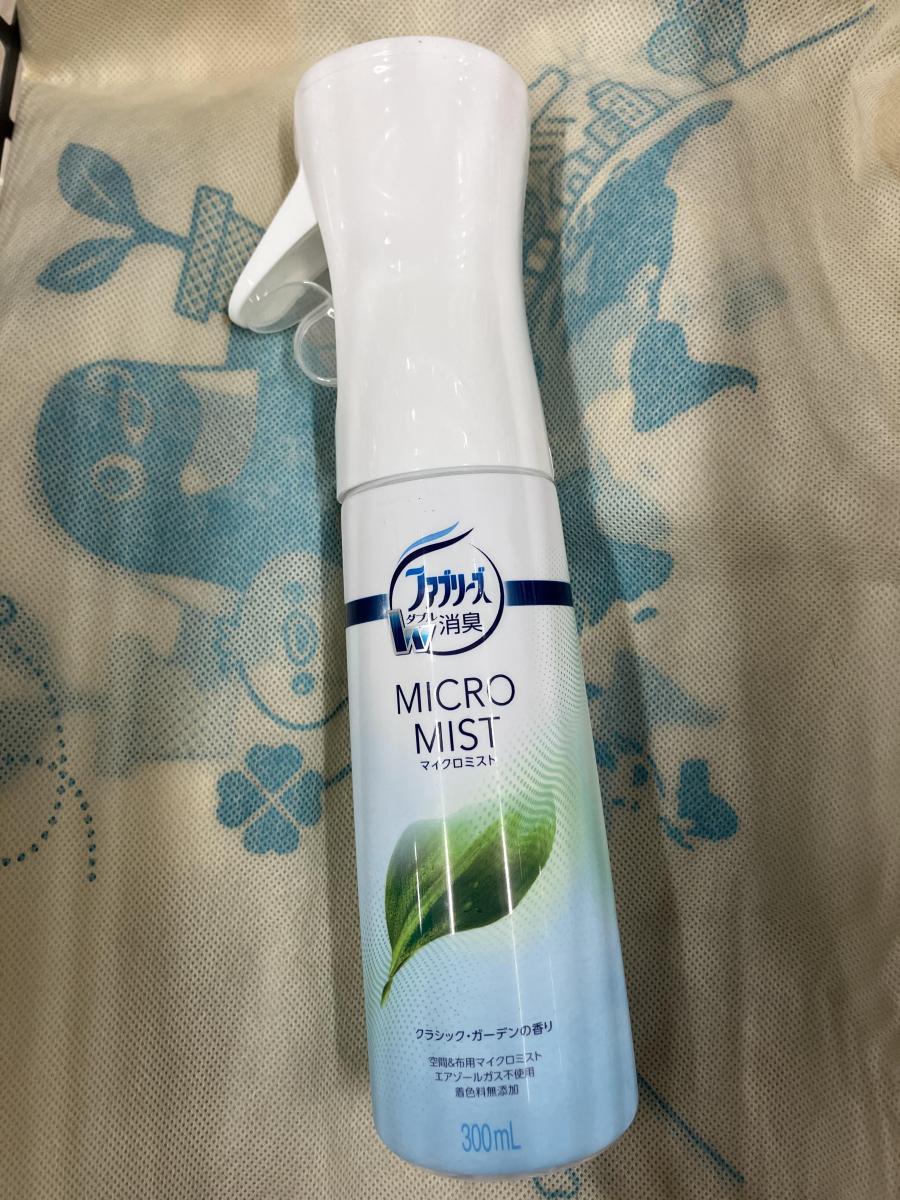 ファブリーズ
ダブル
W消臭
MICRO
MIST
マイクロミスト
クラシック・ガーデンの香り
空間&布用マイクロミスト
エアゾールガス不使用
着色料無添加
300mL